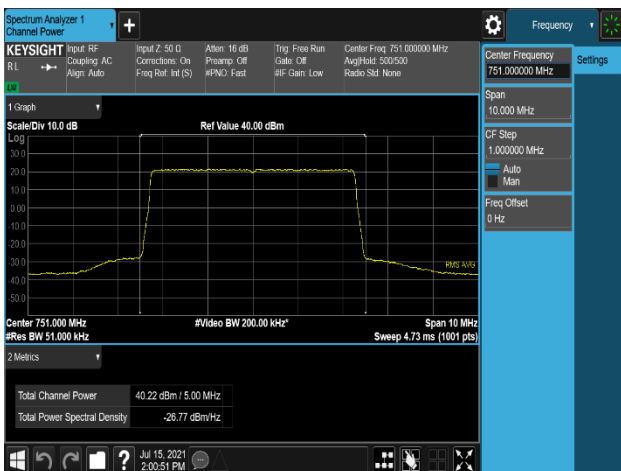 Spectrum Analyzer 1
Channel Power
Frequency
KEYSIGHT
Input: RF
Input Z: 50 Ω
Atten: 16 dB
Trig: Free Run
Center Freq: 751.000000 MHz
RL
Coupling: AC
Corrections: On
Preamp: Off
Gate: Off
Avg|Hold: 500/500
Align: Auto
Freq Ref: Int (S)
#PNO: Fast
#IF Gain: Low
Radio Std: None
Center Frequency
751.000000 MHz
Settings
Span
10.000 MHz
CF Step
1.000000 MHz
Auto
Man
Freq Offset
0 Hz
1 Graph
Scale/Div 10.0 dB
Ref Value 40.00 dBm
Log
30.0
20.0
10.0
0.00
-10.0
-20.0
-30.0
RMS AVG
-40.0
-50.0
Center 751.000 MHz
#Video BW 200.00 kHz*
Span 10 MHz
#Res BW 51.000 kHz
Sweep 4.73 ms (1001 pts)
2 Metrics
Total Channel Power
40.22 dBm / 5.00 MHz
Total Power Spectral Density
-26.77 dBm/Hz
?
Jul 15, 2021
2:00:51 PM